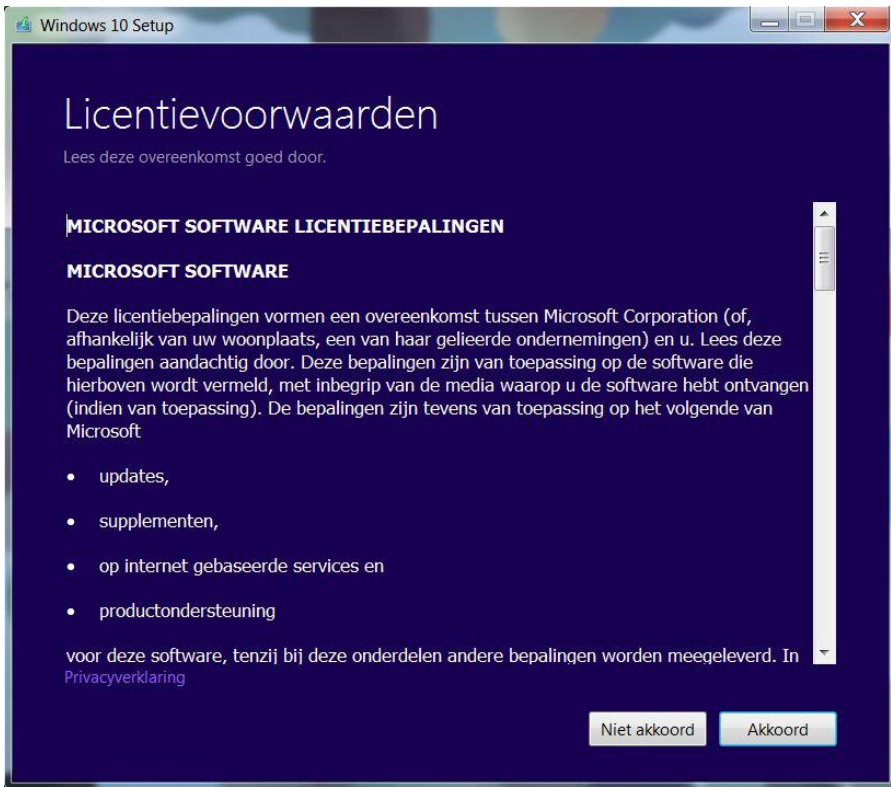 Windows 10 Setup
Licentievoorwaarden
Lees deze overeenkomst goed door.
MICROSOFT SOFTWARE LICENTIEBEPALINGEN
MICROSOFT SOFTWARE
Deze licentiebepalingen vormen een overeenkomst tussen Microsoft Corporation (of,
afhankelijk van uw woonplaats, een van haar gelieerde ondernemingen) en u. Lees deze
bepalingen aandachtig door. Deze bepalingen zijn van toepassing op de software die
hierboven wordt vermeld, met inbegrip van de media waarop u de software hebt ontvangen
(indien van toepassing). De bepalingen zijn tevens van toepassing op het volgende van
Microsoft
• updates,
• supplementen,
• op internet gebaseerde services en
• productondersteuning
voor deze software, tenzij bij deze onderdelen andere bepalingen worden meegeleverd. In
Privacyverklaring
Niet akkoord
Akkoord